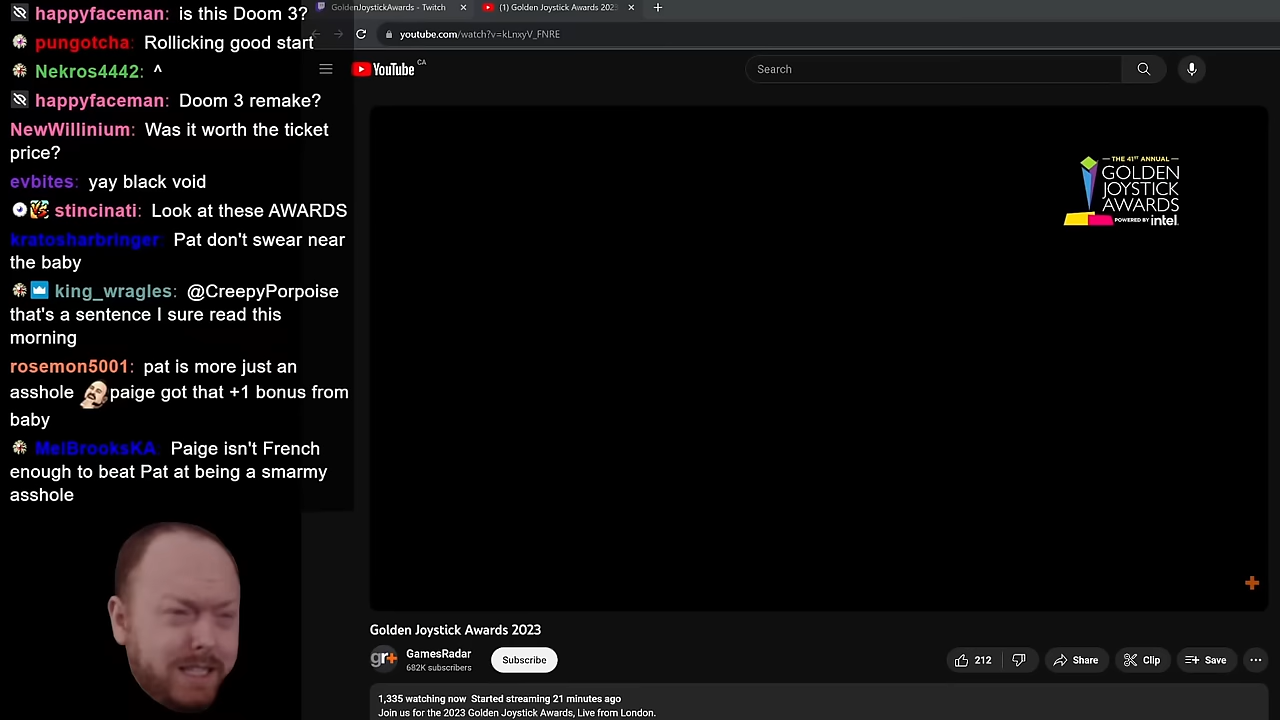 happyfaceman: is this Doom 3?
pungotcha: Rollicking good start
Nekros4442: ^
happyfaceman: Doom 3 remake?
NewWillinium: Was it worth the ticket
price?
evbites: yay black void
stincinati: Look at these AWARDS
kratosharbringer: Pat don't swear near
the baby
king_wragles: @CreepyPorpoise
that's a sentence I sure read this
morning
rosemon5001: pat is more just an
asshole paige got that +1 bonus from
baby
MelBrooksKA: Paige isn't French
enough to beat Pat at being a smarmy
asshole
GoldenJoystickAwards - Twitch
(1) Golden Joystick Awards 202
youtube.com/watch?v=kLnxyV_FNRE
YouTube CA
Search
THE 41ST ANNUAL
GOLDEN
JOYSTICK
AWARDS
POWERED BY intel.
Golden Joystick Awards 2023
gr+
GamesRadar
682K subscribers
Subscribe
212
Share
Clip
Save
1,335 watching now Started streaming 21 minutes ago
Join us for the 2023 Golden Joystick Awards, Live from London.